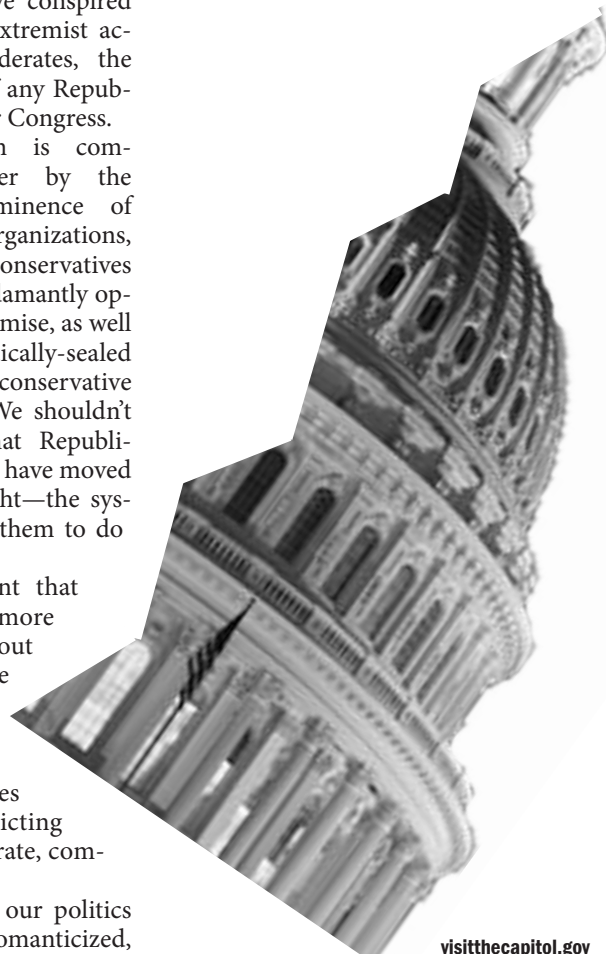 e conspired
xtremist ac-
derates, the
any Repub-
Congress.
n is com-
er by the
minence of
rganizations,
onservatives
damantly op-
mise, as well
ically-sealed
conservative
We shouldn't
at Republi-
have moved
ht—the sys-
them to do
nt that
more
out
e
es
icting
rate, com-
our politics
omanticized,
visitthecapitol.gov